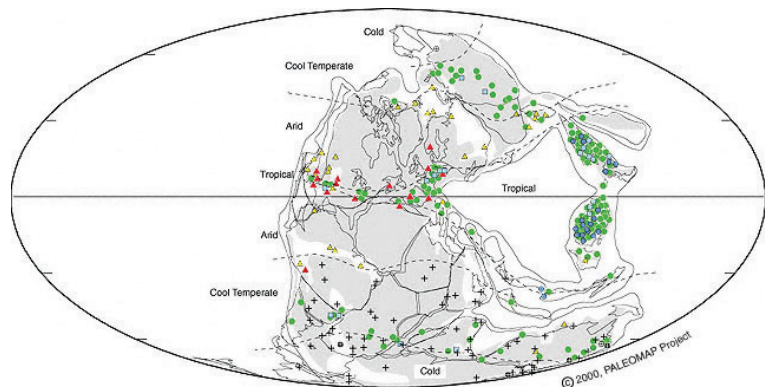 Cold
Cool Temperate
Arid
Tropical
Tropical
Arid
Cool Temperate
Cold
© 2000, PALEOMAP Project